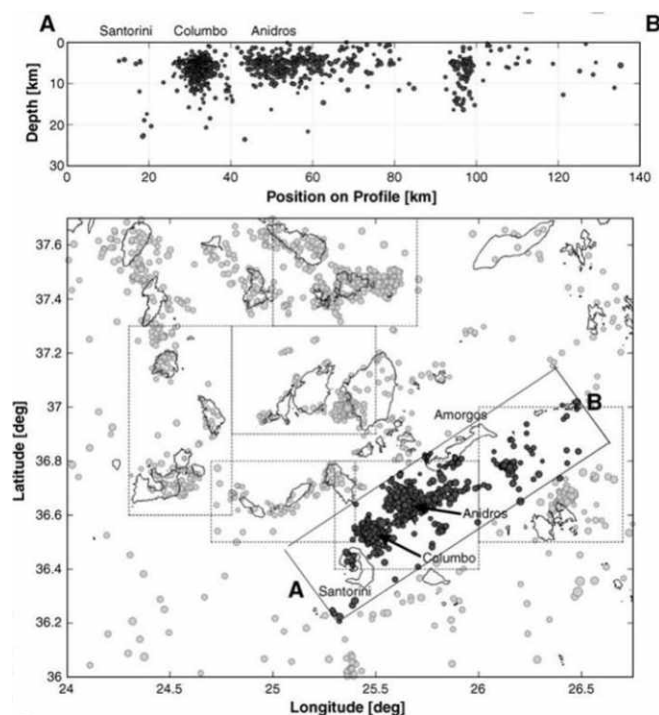 A B
Santorini Columbo Anidros
0
10
20
30
Depth [km]
0 20 40 60 80 100 120 140
Position on Profile [km]
37.6
37.4
37.2
37
36.8
36.6
36.4
36.2
36
Latitude [deg]
Amorgos
B
Anidros
Columbo
A
Santorini
24 24.5 25 25.5 26 26.5
Longitude [deg]